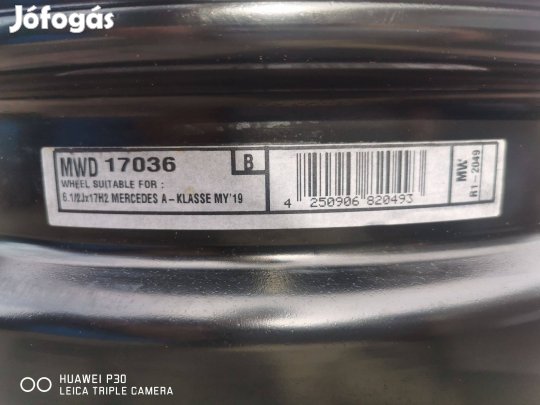 Jófogás
MWD 17036
B
WHEEL SUITABLE FOR :
6.1/2Jx17H2 MERCEDES A-KLASSE MY'19
4 250906 820493
MW
R1-2049
HUAWEI P30
LEICA TRIPLE CAMERA